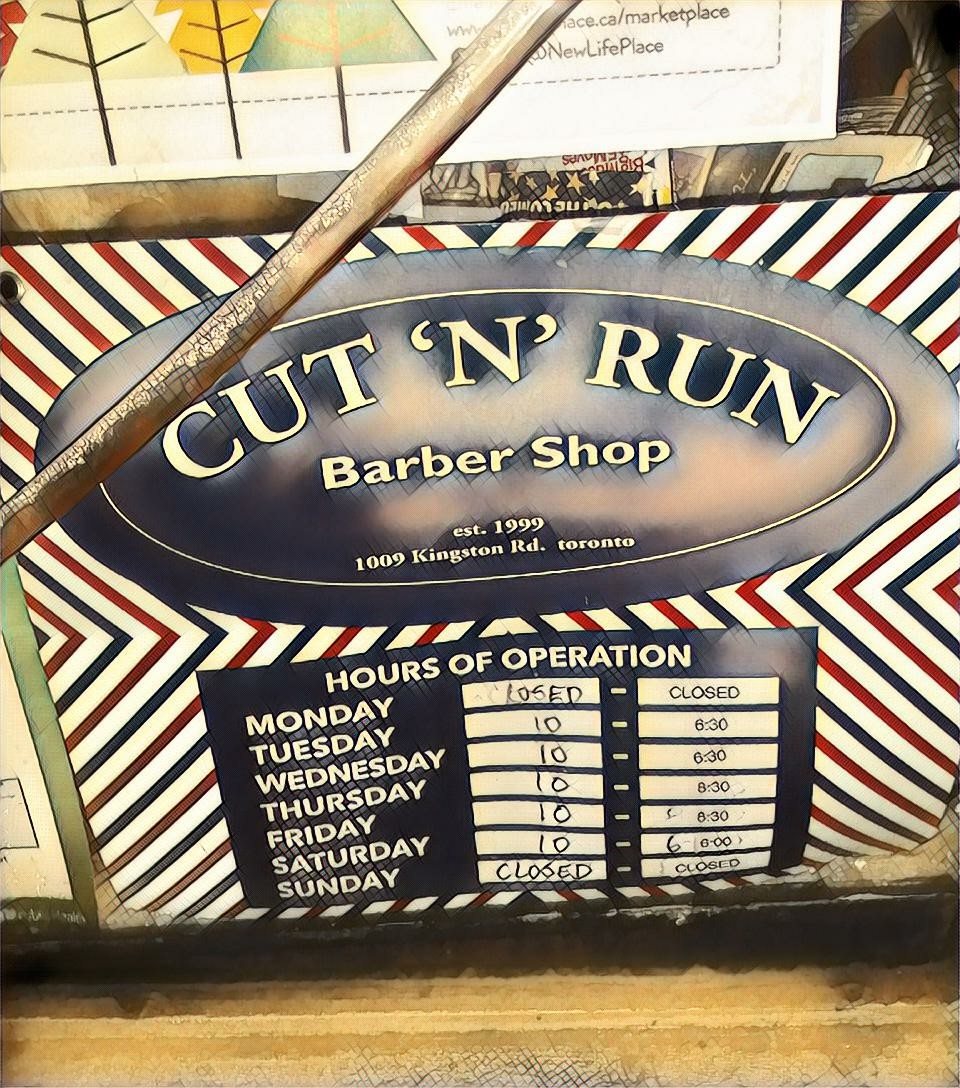 ace.ca/marketplace
@NewLifePlace
CUT 'N' RUN
Barber Shop
est. 1999
1009 Kingston Rd. toronto
HOURS OF OPERATION
MONDAY CLOSED - CLOSED
TUESDAY 10 - 6:30
WEDNESDAY 10 - 6:30
THURSDAY 10 - 8:30
FRIDAY 10 - 8:30
SATURDAY 10 - 6 6:00
SUNDAY CLOSED - CLOSED